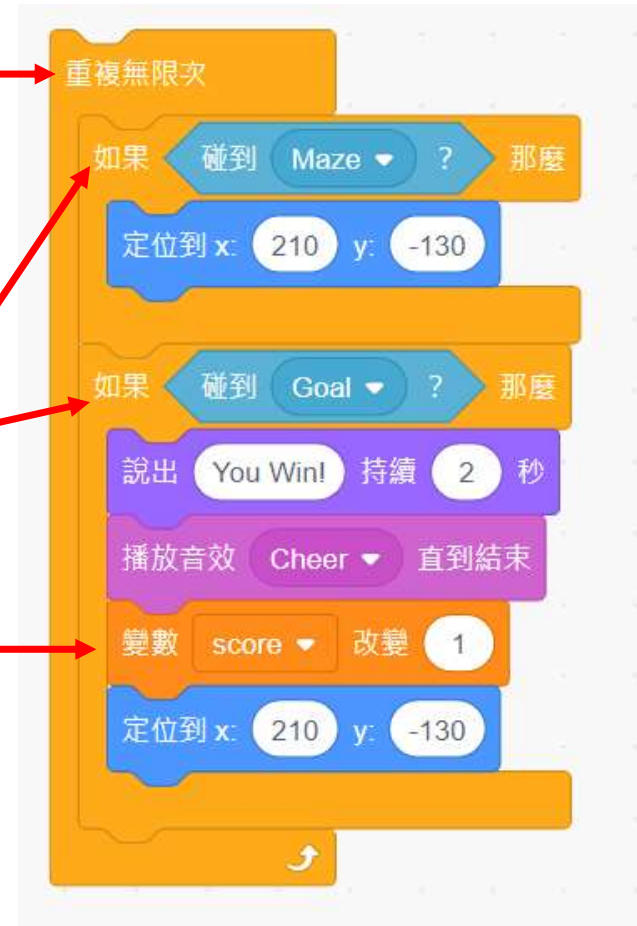 重複無限次
如果 碰到 Maze ? 那麼
定位到 x: 210 y: -130
如果 碰到 Goal ? 那麼
說出 You Win! 持續 2 秒
播放音效 Cheer 直到結束
變數 score 改變 1
定位到 x: 210 y: -130